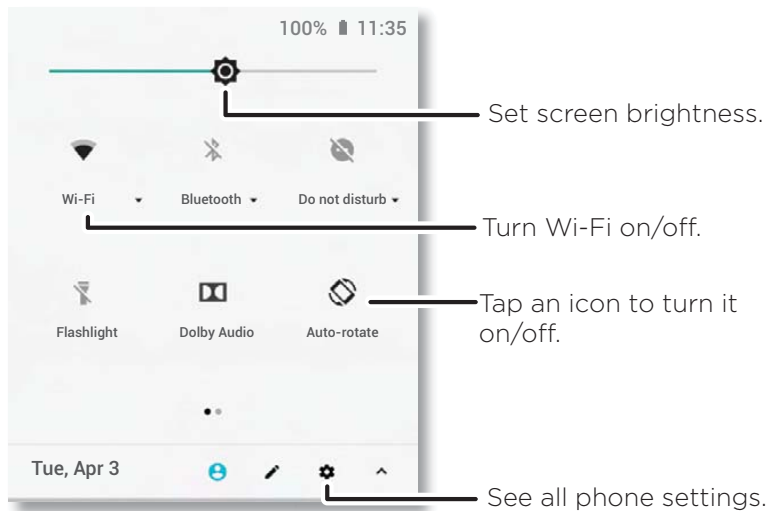 100% 11:35
Set screen brightness.
Wi-Fi Bluetooth Do not disturb
Turn Wi-Fi on/off.
Tap an icon to turn it
on/off.
Flashlight Dolby Audio Auto-rotate
Tue, Apr 3
See all phone settings.